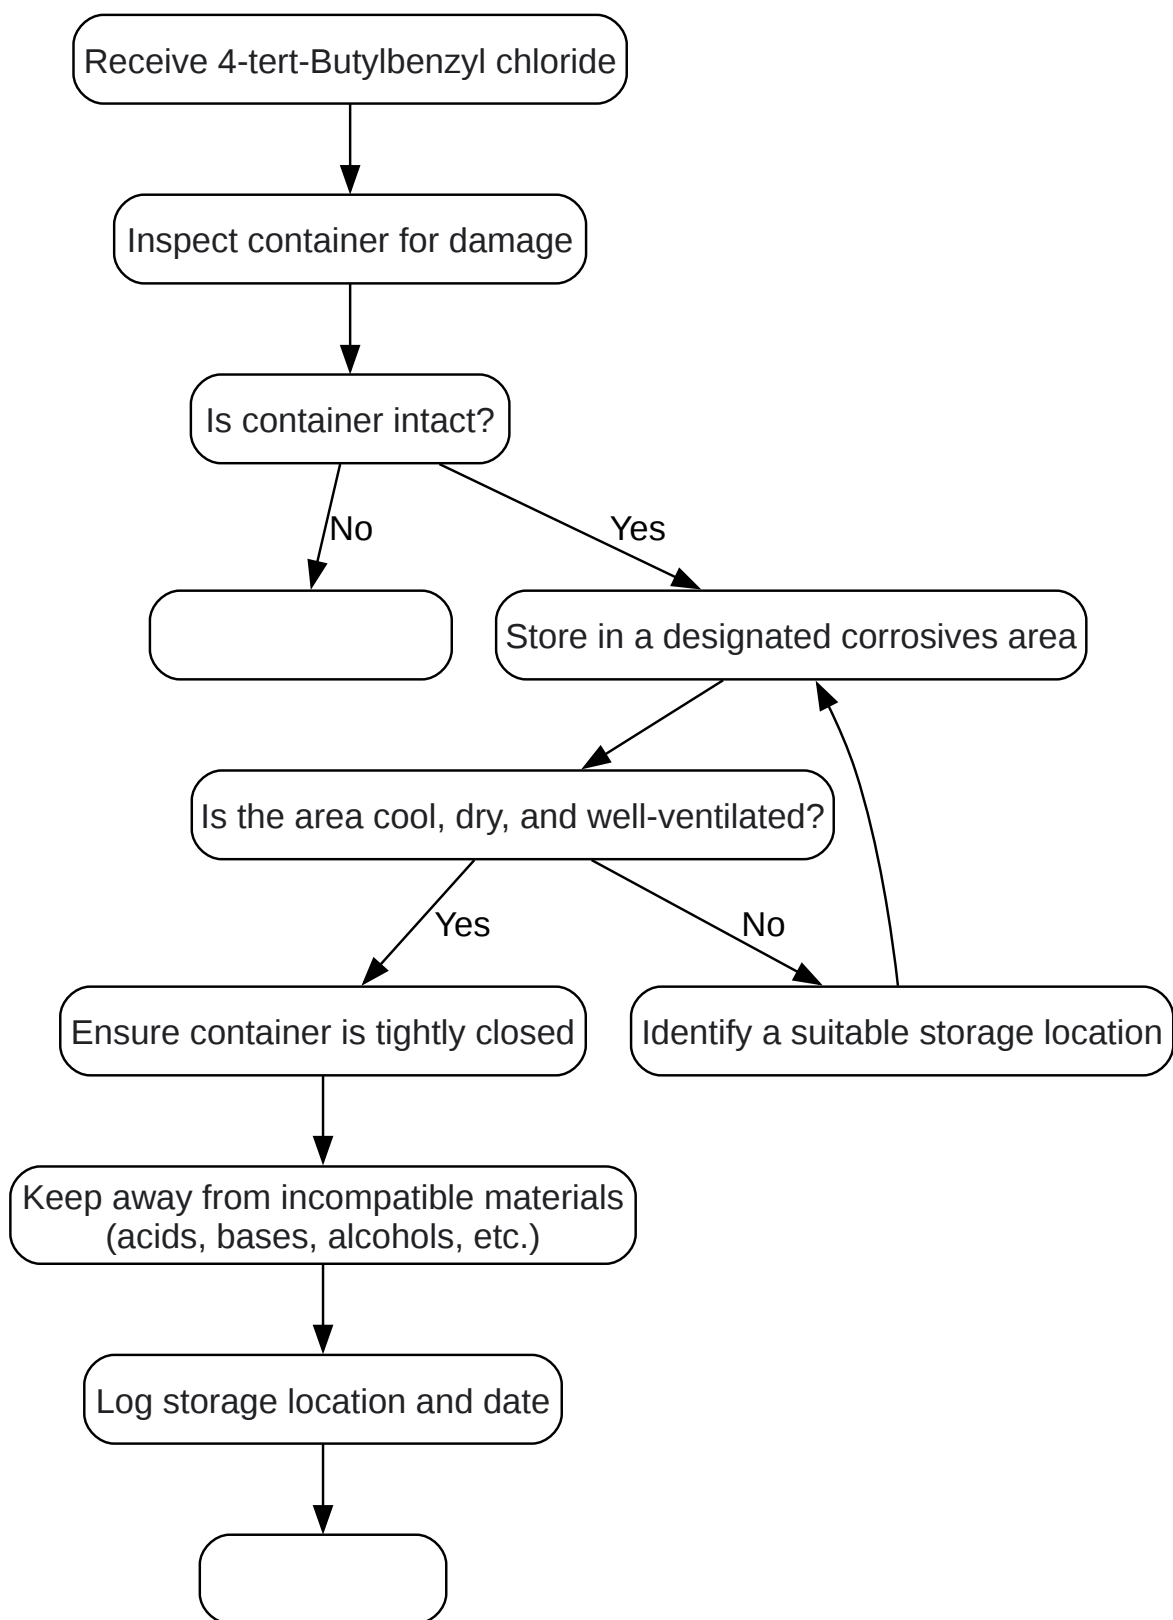 Receive 4-tert-Butylbenzyl chloride
Inspect container for damage
Is container intact?
No
Yes
Store in a designated corrosives area
Is the area cool, dry, and well-ventilated?
Yes
No
Ensure container is tightly closed
Identify a suitable storage location
Keep away from incompatible materials
(acids, bases, alcohols, etc.)
Log storage location and date